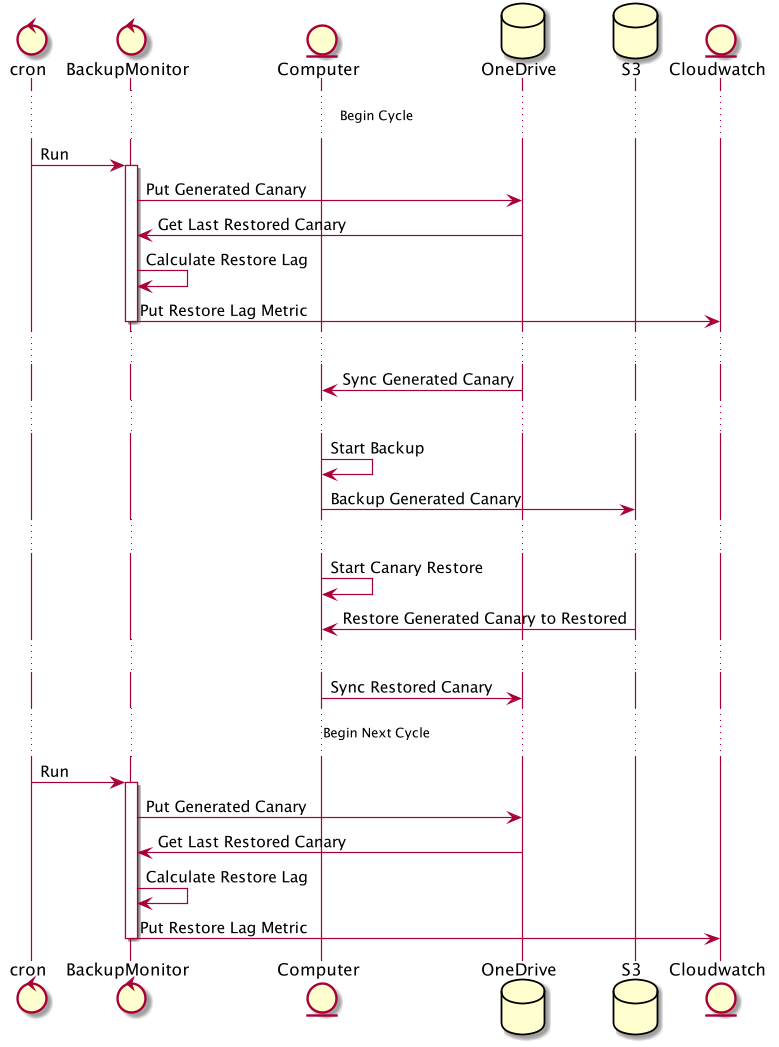 cron BackupMonitor Computer OneDrive S3 Cloudwatch
Begin Cycle
Run
Put Generated Canary
Get Last Restored Canary
Calculate Restore Lag
Put Restore Lag Metric
Sync Generated Canary
Start Backup
Backup Generated Canary
Start Canary Restore
Restore Generated Canary to Restored
Sync Restored Canary
Begin Next Cycle
Run
Put Generated Canary
Get Last Restored Canary
Calculate Restore Lag
Put Restore Lag Metric
cron BackupMonitor Computer OneDrive S3 Cloudwatch